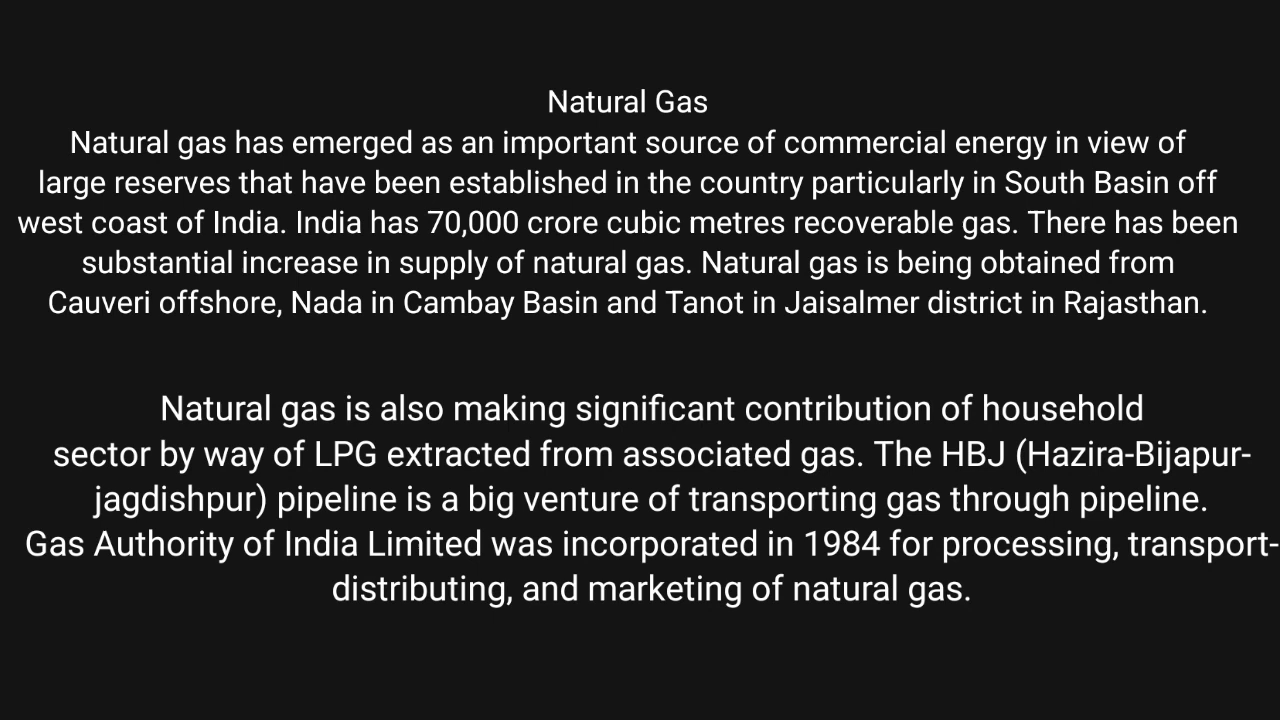 Natural Gas
Natural gas has emerged as an important source of commercial energy in view of
large reserves that have been established in the country particularly in South Basin off
west coast of India. India has 70,000 crore cubic metres recoverable gas. There has been
substantial increase in supply of natural gas. Natural gas is being obtained from
Cauveri offshore, Nada in Cambay Basin and Tanot in Jaisalmer district in Rajasthan.
Natural gas is also making significant contribution of household
sector by way of LPG extracted from associated gas. The HBJ (Hazira-Bijapur-
jagdishpur) pipeline is a big venture of transporting gas through pipeline.
Gas Authority of India Limited was incorporated in 1984 for processing, transport-
distributing, and marketing of natural gas.